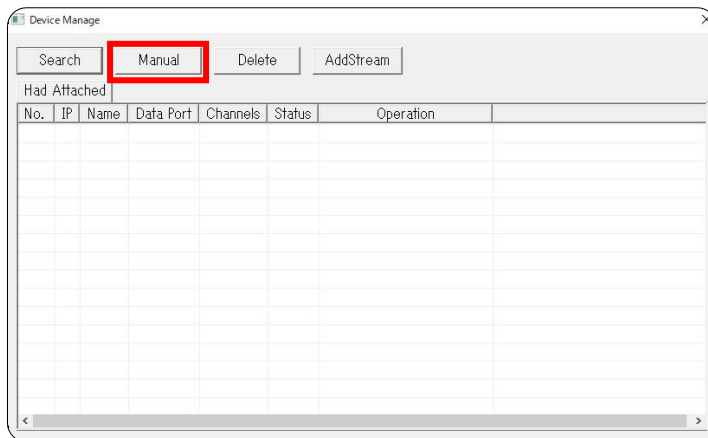 Device Manage
Search Manual Delete AddStream
Had Attached
No. IP Name Data Port Channels Status Operation